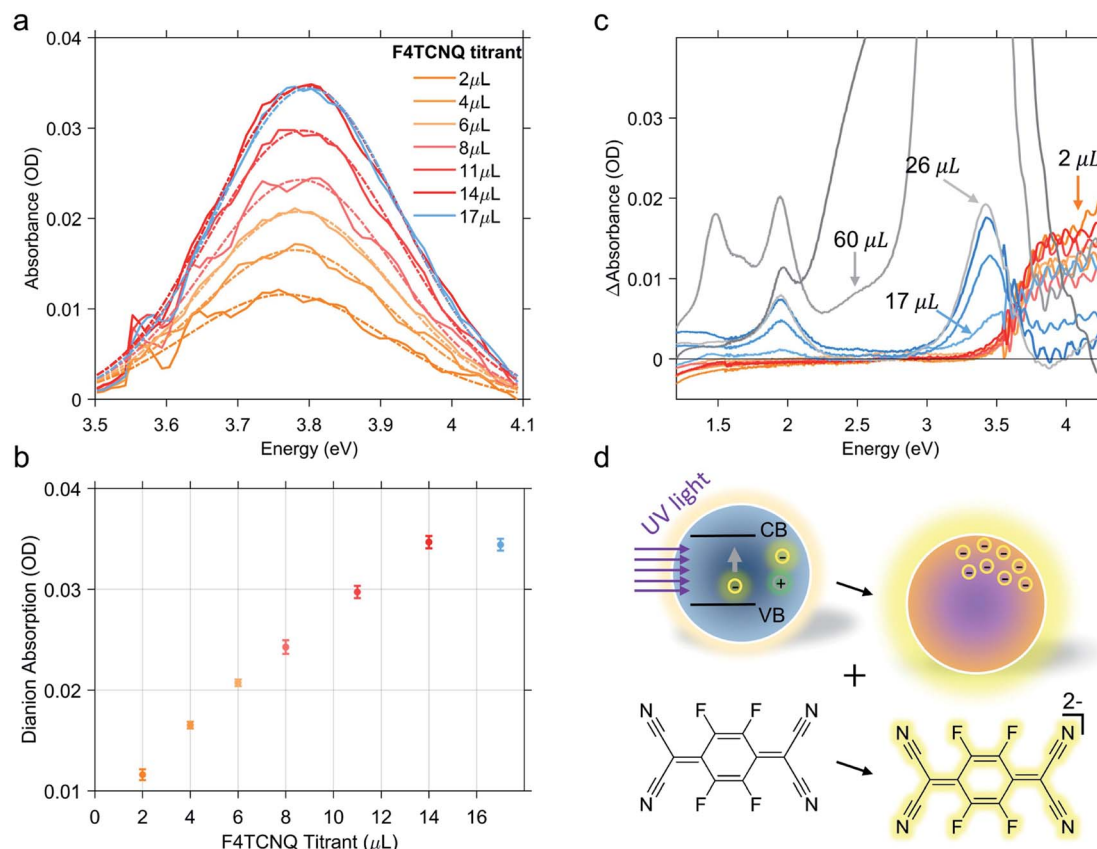 a
0.04
0.03
0.02
0.01
0
Absorbance (OD)
3.5 3.6 3.7 3.8 3.9 4 4.1
Energy (eV)
F4TCNQ titrant
2μL
4μL
6μL
8μL
11μL
14μL
17μL
c
0.03
0.02
0.01
0
ΔAbsorbance (OD)
26 μL
2 μL
60 μL
17 μL
1.5 2 2.5 3 3.5 4
Energy (eV)
b
0.04
0.03
0.02
0.01
Dianion Absorption (OD)
0 2 4 6 8 10 12 14 16
F4TCNQ Titrant (μL)
d
UV light
CB
-
-
+
VB
- - - -
- - - -
+
N F F N
N F F N
2-
N F F N
N F F N